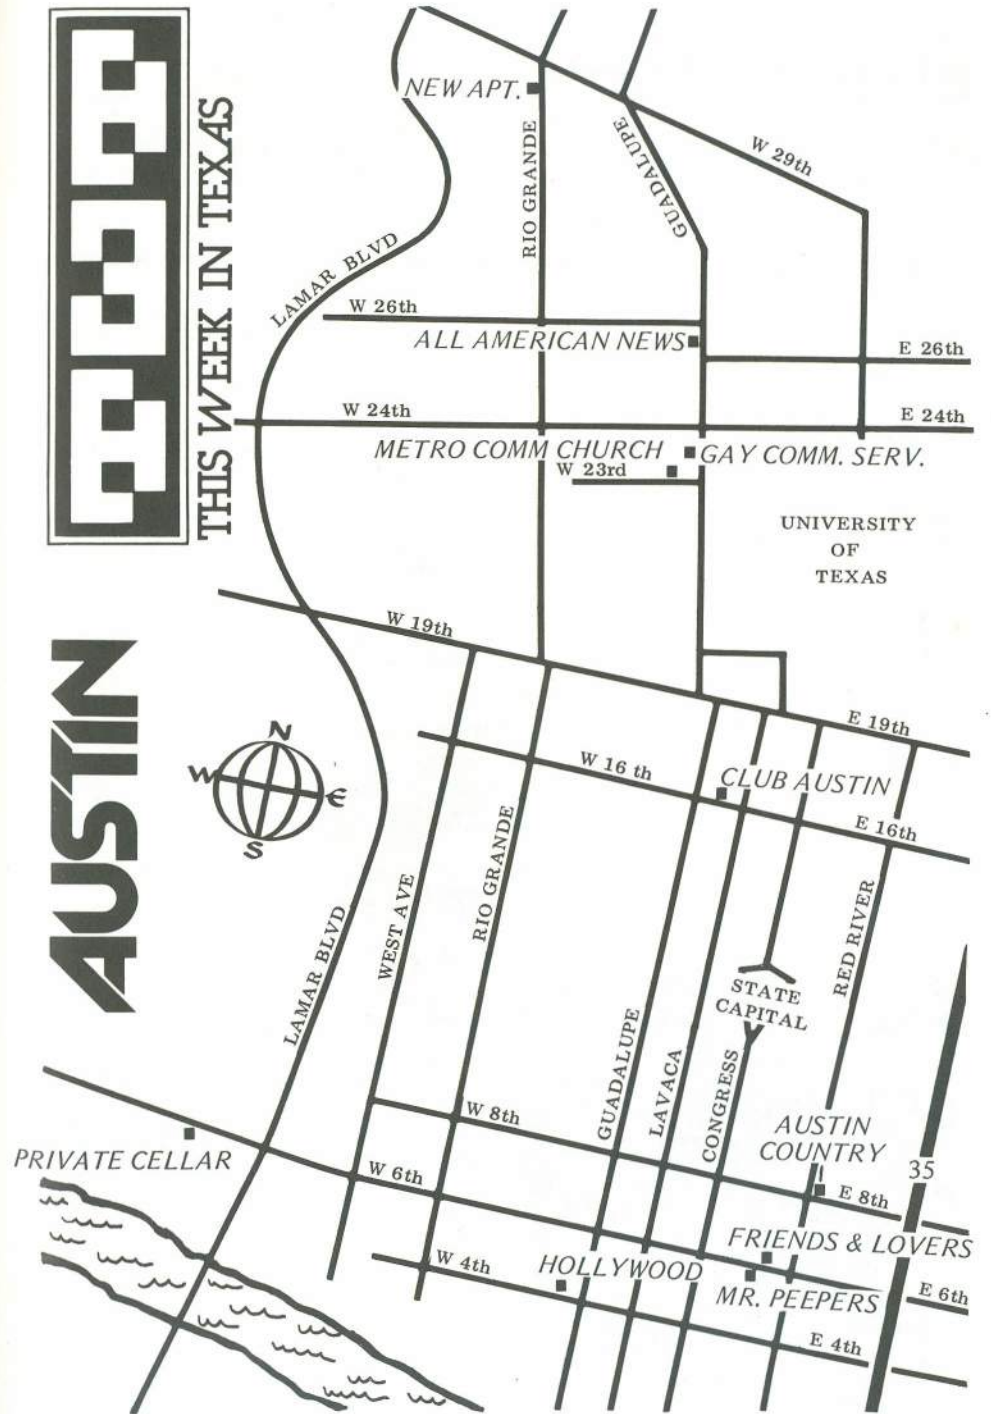 THIS WEEK IN TEXAS
AUSTIN
NEW APT.
RIO GRANDE
GUADALUPE
W 29th
LAMAR BLVD
W 26th
ALL AMERICAN NEWS
E 26th
W 24th
E 24th
METRO COMM CHURCH
GAY COMM. SERV.
W 23rd
UNIVERSITY
OF
TEXAS
W 19th
E 19th
N
W
E
S
W 16 th
CLUB AUSTIN
E 16th
WEST AVE
RIO GRANDE
RED RIVER
LAMAR BLVD
STATE
CAPITAL
GUADALUPE
LAVACA
CONGRESS
W 8th
AUSTIN
COUNTRY
35
PRIVATE CELLAR
W 6th
E 8th
FRIENDS & LOVERS
W 4th
HOLLYWOOD
MR. PEEPERS
E 6th
E 4th